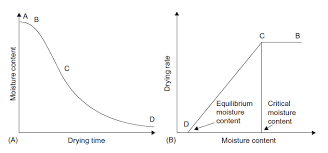 A
B
C
D
Moisture content
(A)
Drying time
C
B
D
Drying rate
Equilibrium
moisture
content
Critical
moisture
content
(B)
Moisture content